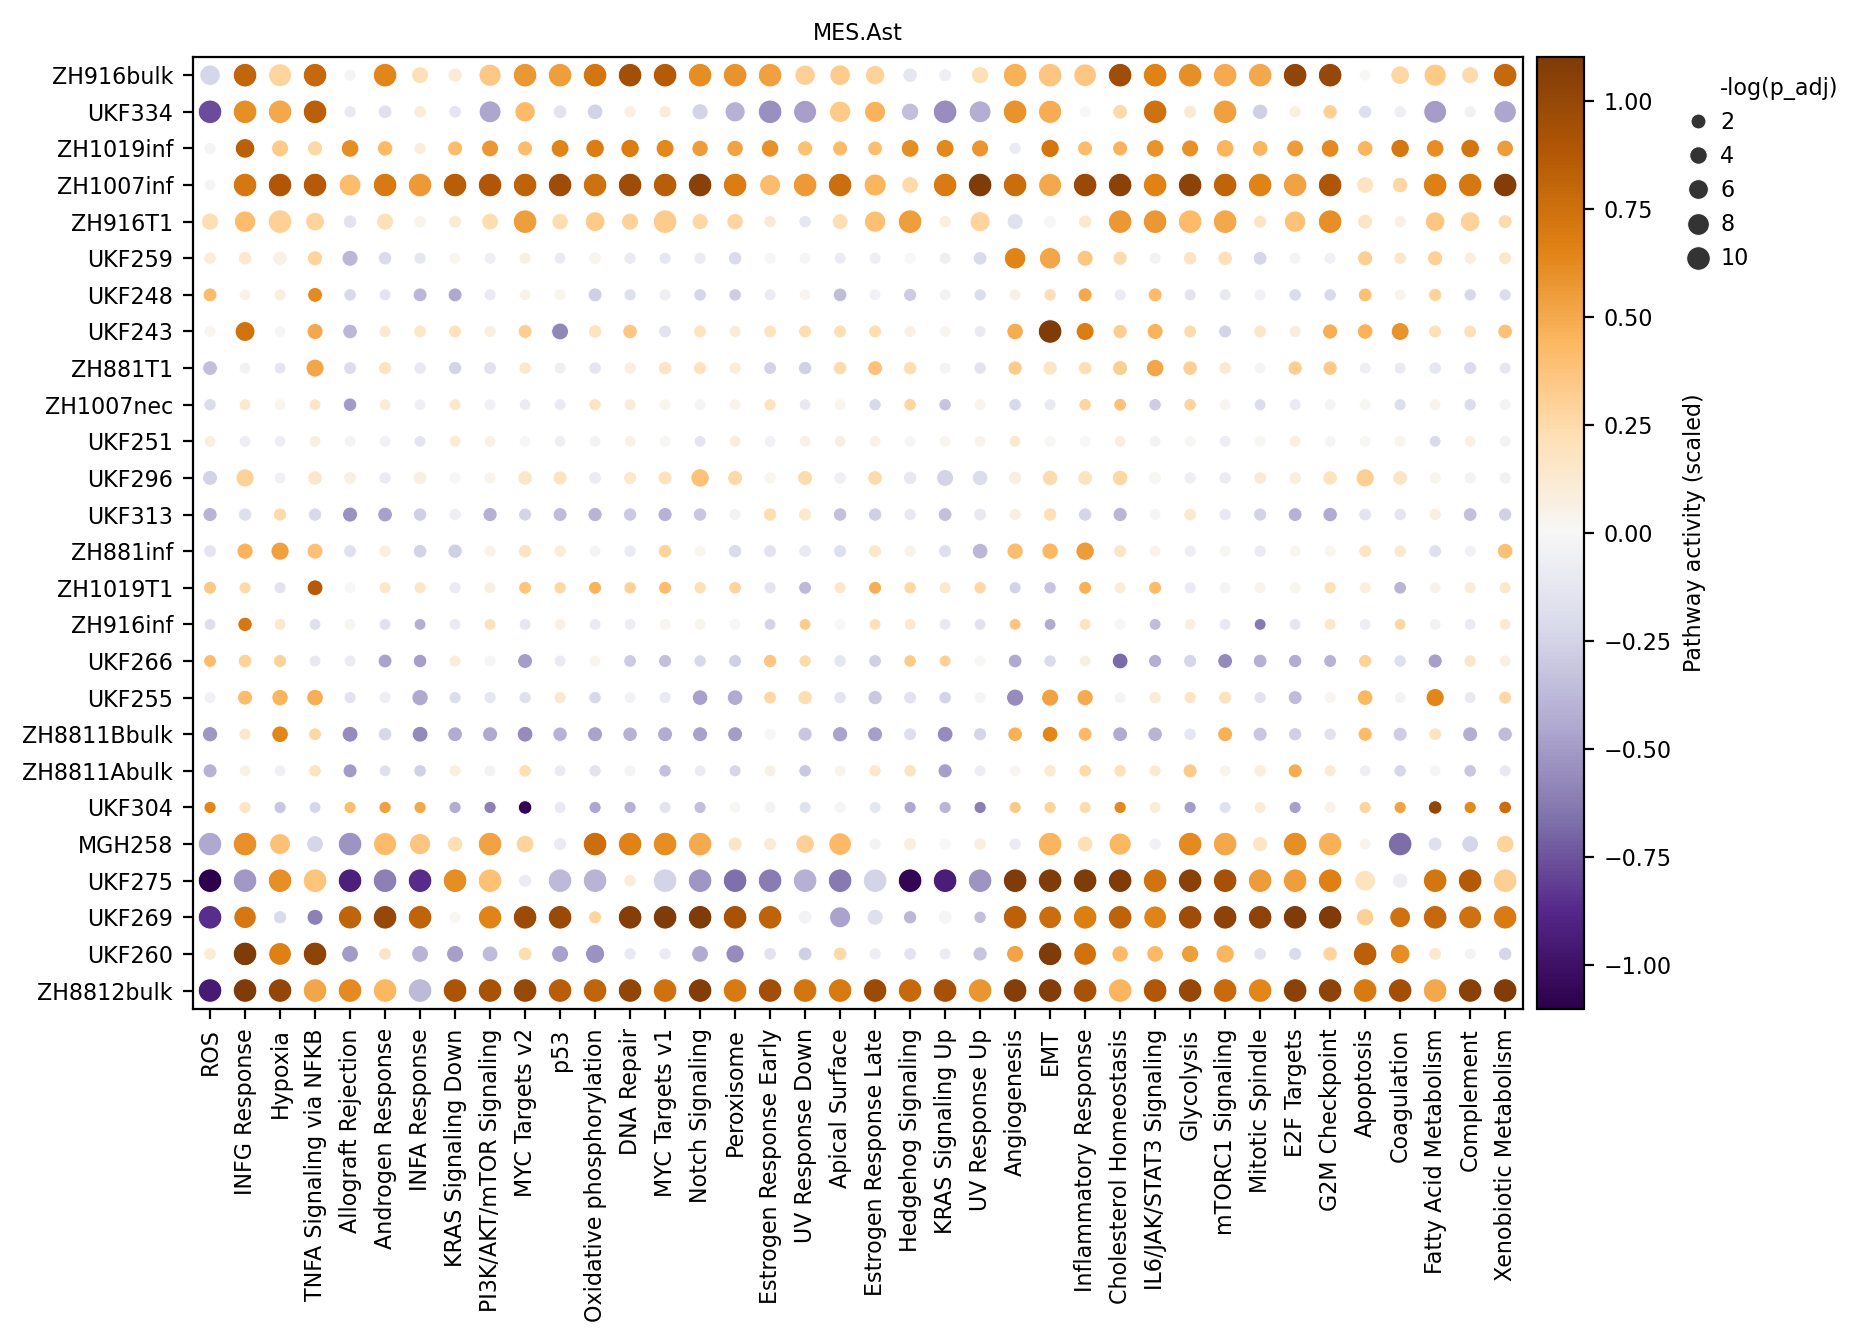 MES.Ast
ZH916bulk
UKF334
ZH1019inf
ZH1007inf
ZH916T1
UKF259
UKF248
UKF243
ZH881T1
ZH1007nec
UKF251
UKF296
UKF313
ZH881inf
ZH1019T1
ZH916inf
UKF266
UKF255
ZH8811Bbulk
ZH8811Abulk
UKF304
MGH258
UKF275
UKF269
UKF260
ZH8812bulk
ROS
INFG Response
Hypoxia
TNFA Signaling via NFKB
Allograft Rejection
Androgen Response
INFA Response
KRAS Signaling Down
PI3K/AKT/mTOR Signaling
MYC Targets v2
p53
Oxidative phosphorylation
DNA Repair
MYC Targets v1
Notch Signaling
Peroxisome
Estrogen Response Early
UV Response Down
Apical Surface
Estrogen Response Late
Hedgehog Signaling
KRAS Signaling Up
UV Response Up
Angiogenesis
EMT
Inflammatory Response
Cholesterol Homeostasis
IL6/JAK/STAT3 Signaling
Glycolysis
mTORC1 Signaling
Mitotic Spindle
E2F Targets
G2M Checkpoint
Apoptosis
Coagulation
Fatty Acid Metabolism
Complement
Xenobiotic Metabolism
1.00
0.75
0.50
0.25
0.00
−0.25
−0.50
−0.75
−1.00
Pathway activity (scaled)
-log(p_adj)
2
4
6
8
10